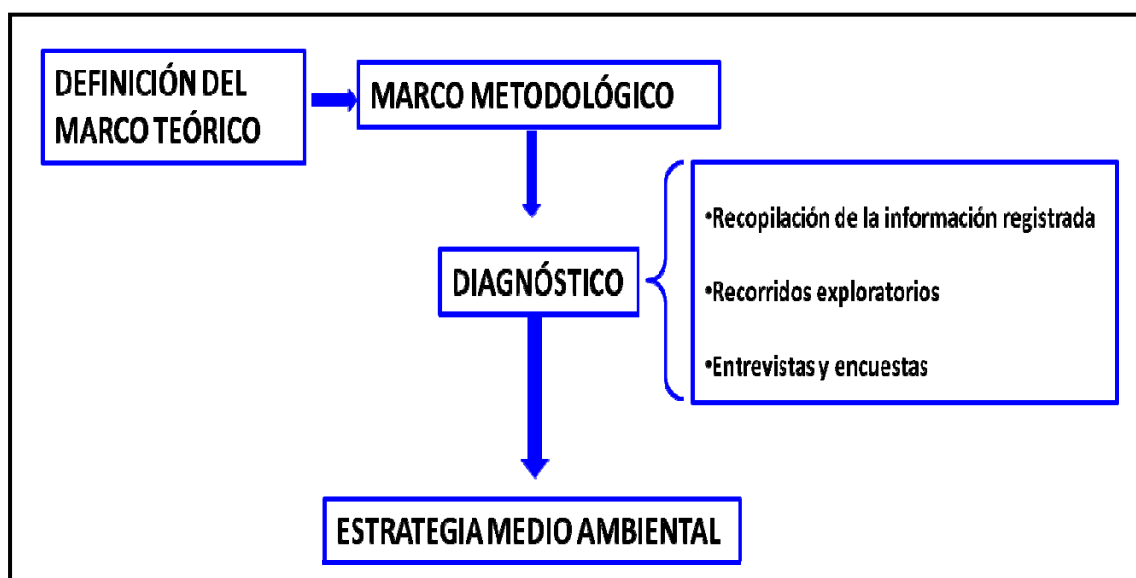 DEFINICIÓN DEL
MARCO TEÓRICO
MARCO METODOLÓGICO
DIAGNÓSTICO
•Recopilación de la información registrada
•Recorridos exploratorios
•Entrevistas y encuestas
ESTRATEGIA MEDIO AMBIENTAL